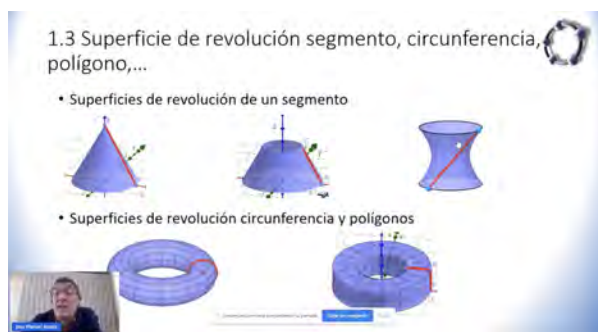 1.3 Superficie de revolución segmento, circunferencia,
polígono,...
• Superficies de revolución de un segmento
• Superficies de revolución circunferencia y polígonos